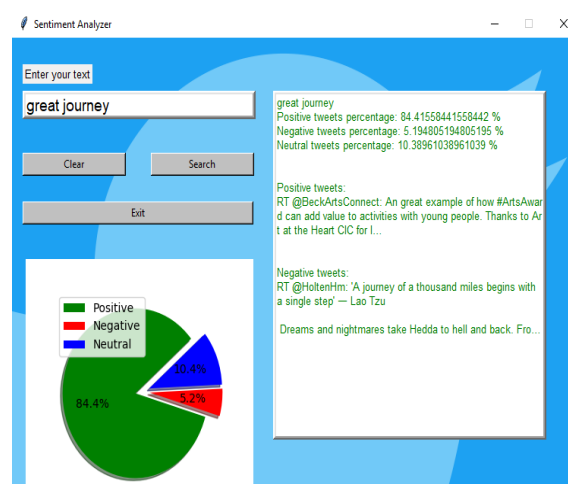 Sentiment Analyzer
Enter your text
great journey
Clear
Search
Exit
great journey
Positive tweets percentage: 84.41558441558442 %
Negative tweets percentage: 5.194805194805195 %
Neutral tweets percentage: 10.38961038961039 %
Positive tweets:
RT @BeckArtsConnect: An great example of how #ArtsAwar
d can add value to activities with young people. Thanks to Ar
t at the Heart CIC for I...
Negative tweets:
RT @HoltenHm: 'A journey of a thousand miles begins with
a single step' — Lao Tzu
Dreams and nightmares take Hedda to hell and back. Fro...
Positive
Negative
Neutral
10.4%
5.2%
84.4%